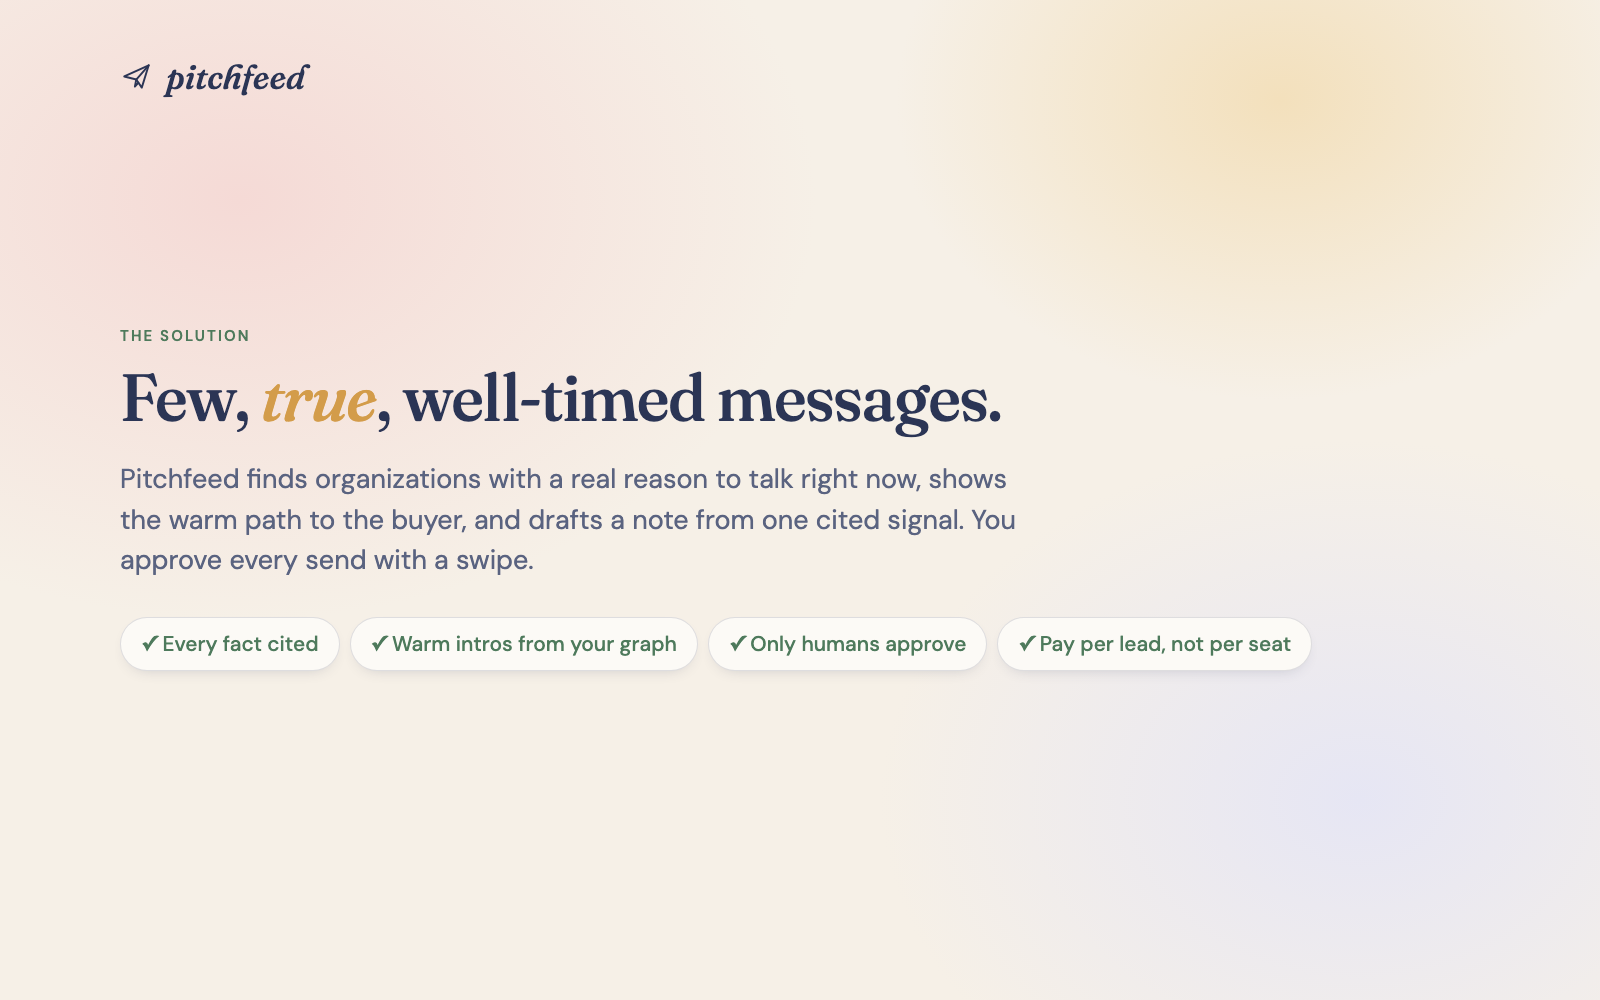 pitchfeed
THE SOLUTION
Few, true, well-timed messages.
Pitchfeed finds organizations with a real reason to talk right now, shows
the warm path to the buyer, and drafts a note from one cited signal. You
approve every send with a swipe.
✓Every fact cited
✓Warm intros from your graph
✓Only humans approve
✓Pay per lead, not per seat